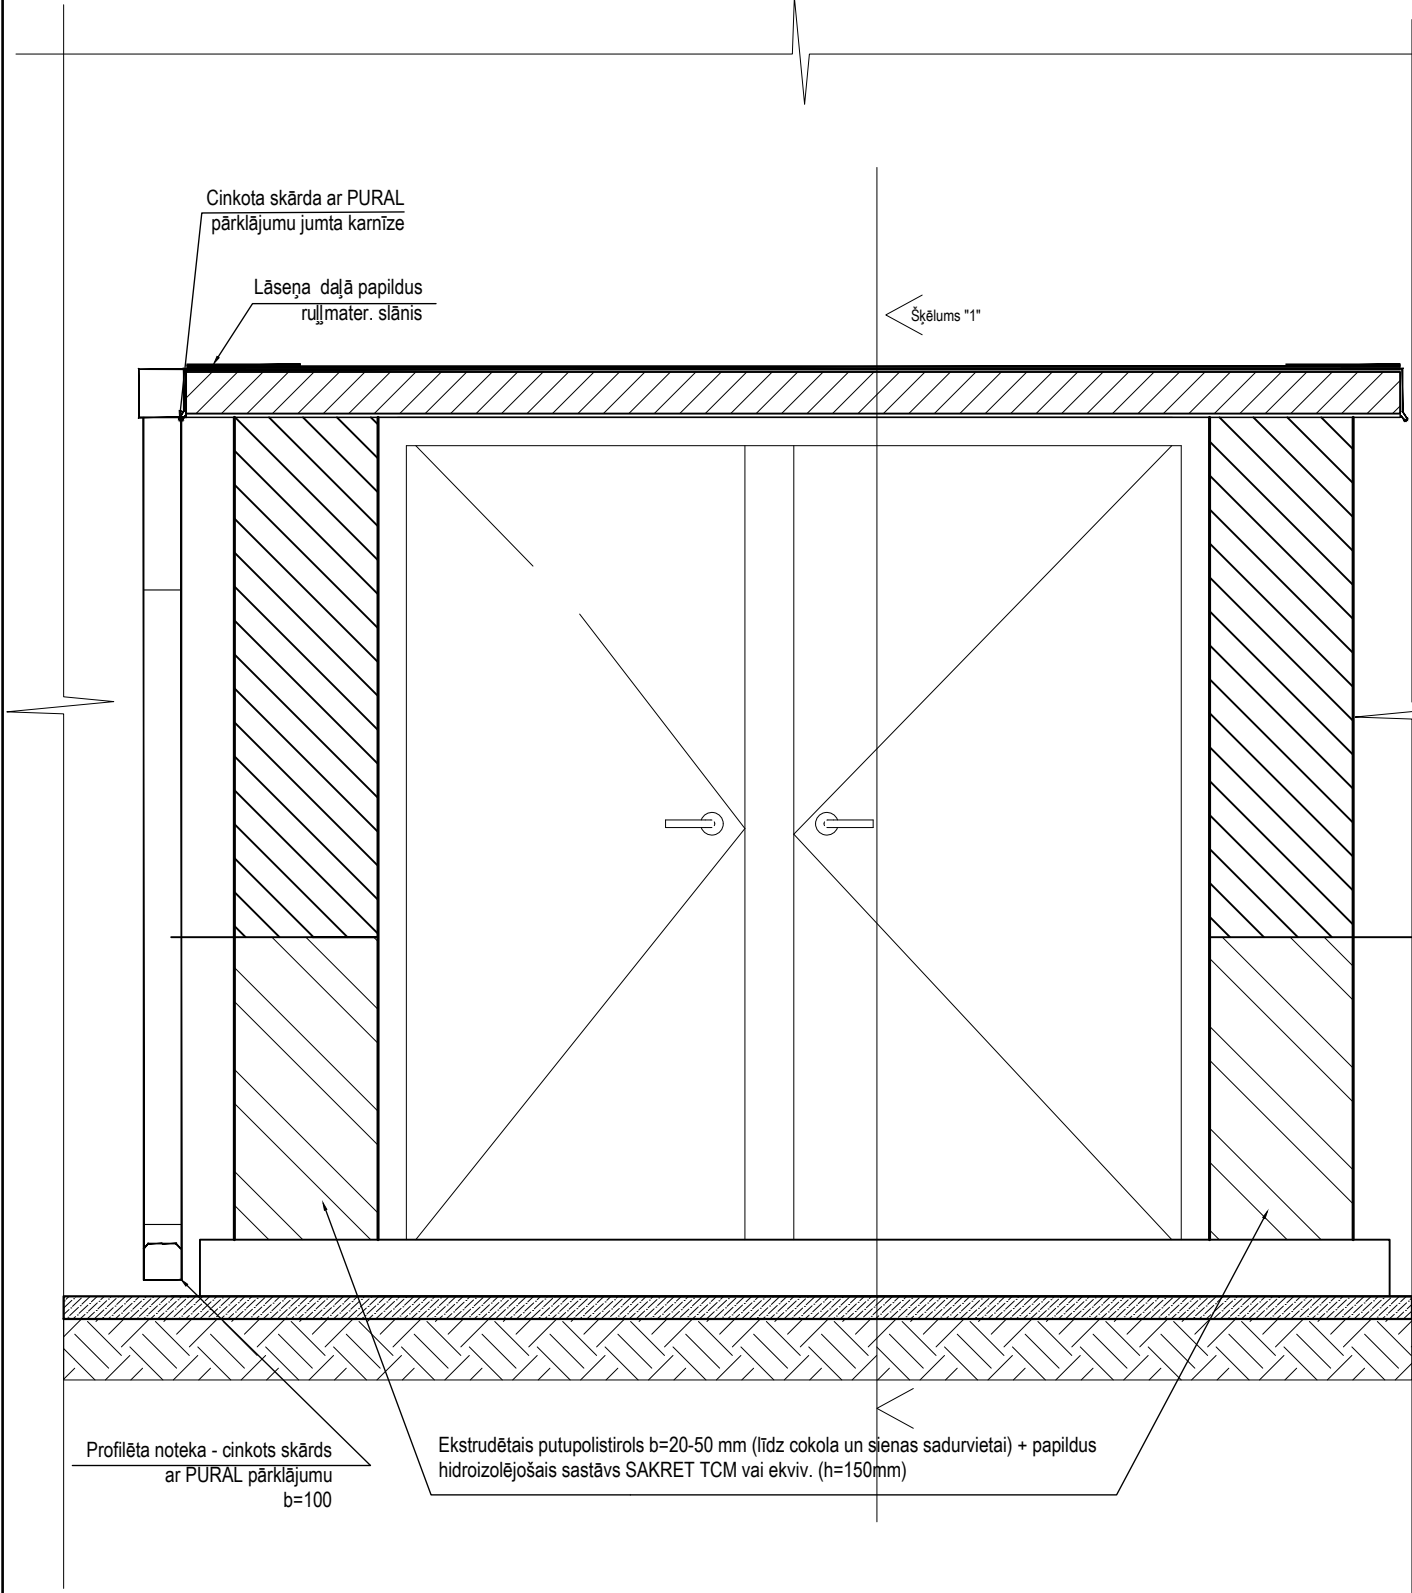 Cinkota skārda ar PURAL
pārklājumu jumta karnīze
Lāseņa daļā papildus
ruļļmater. slānis
Šķēlums "1"
Profilēta noteka - cinkots skārds
ar PURAL pārklājumu
b=100
Ekstrudētais putupolistirols b=20-50 mm (līdz cokola un sienas sadurvietai) + papildus
hidroizolējošais sastāvs SAKRET TCM vai ekviv. (h=150mm)